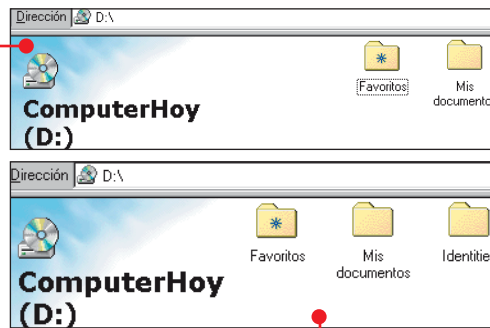 Dirección D:\
ComputerHoy
(D:)
Favoritos
Mis
documento
Dirección D:\
ComputerHoy
(D:)
Favoritos
Mis
documentos
Identitie